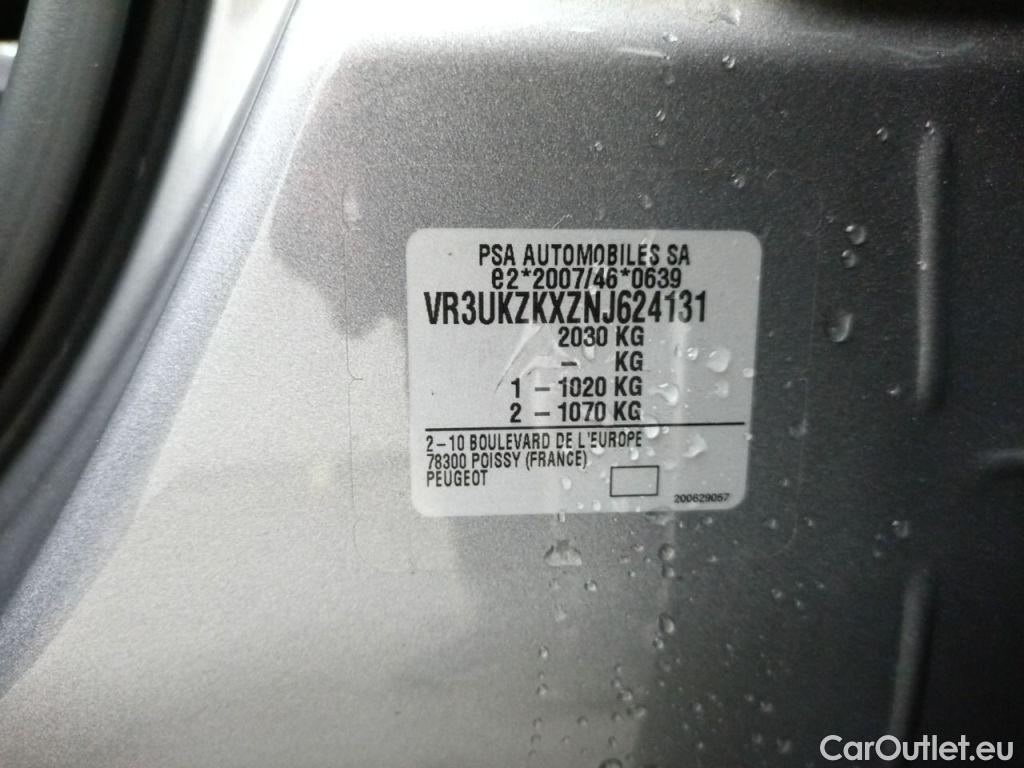 PSA AUTOMOBILES SA
e2*2007/46*0639
VR3UKZKXZNJ624131
2030 KG
– KG
1 – 1020 KG
2 – 1070 KG
2–10 BOULEVARD DE L'EUROPE
78300 POISSY (FRANCE)
PEUGEOT
200629057
CarOutlet.eu